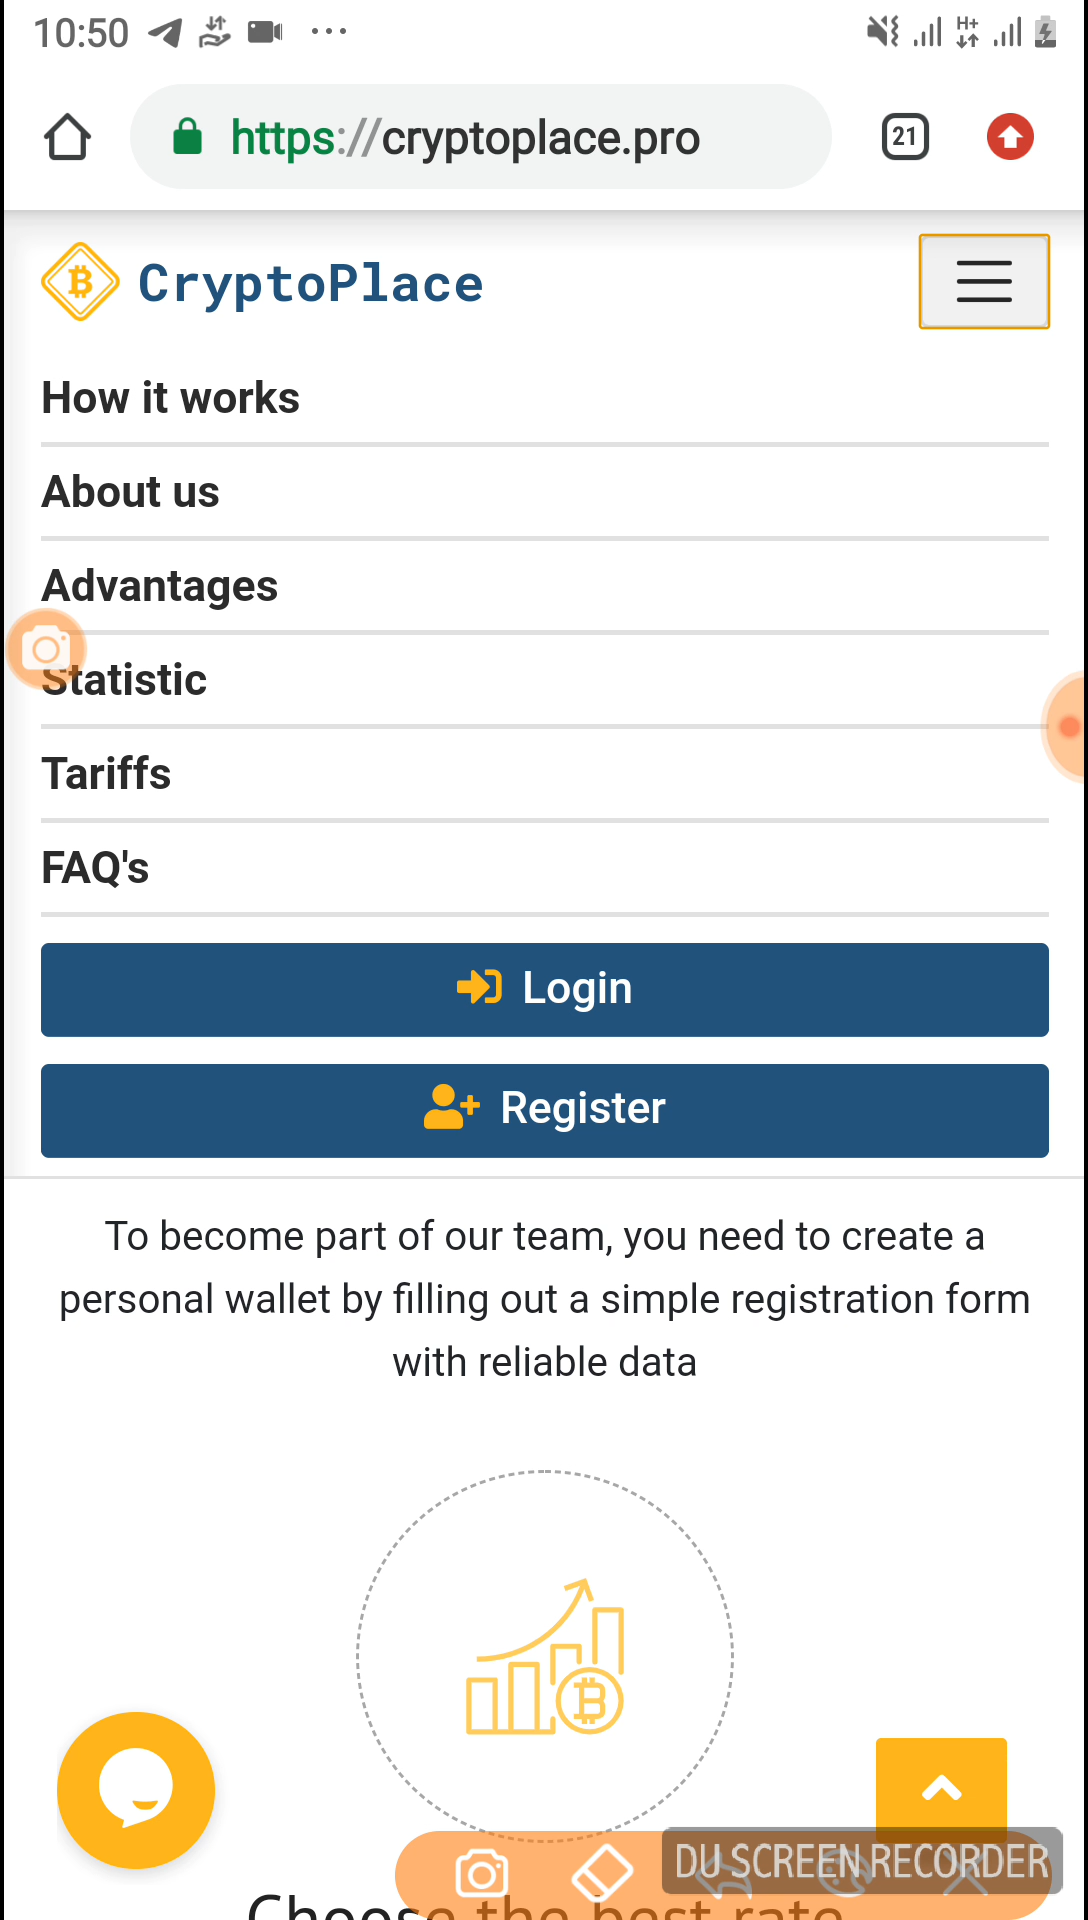 10:50
H+
https://cryptoplace.pro
21
CryptoPlace
How it works
About us
Advantages
Statistic
Tariffs
FAQ's
Login
Register
To become part of our team, you need to create a
personal wallet by filling out a simple registration form
with reliable data
DU SCREEN RECORDER
Choose the best rate